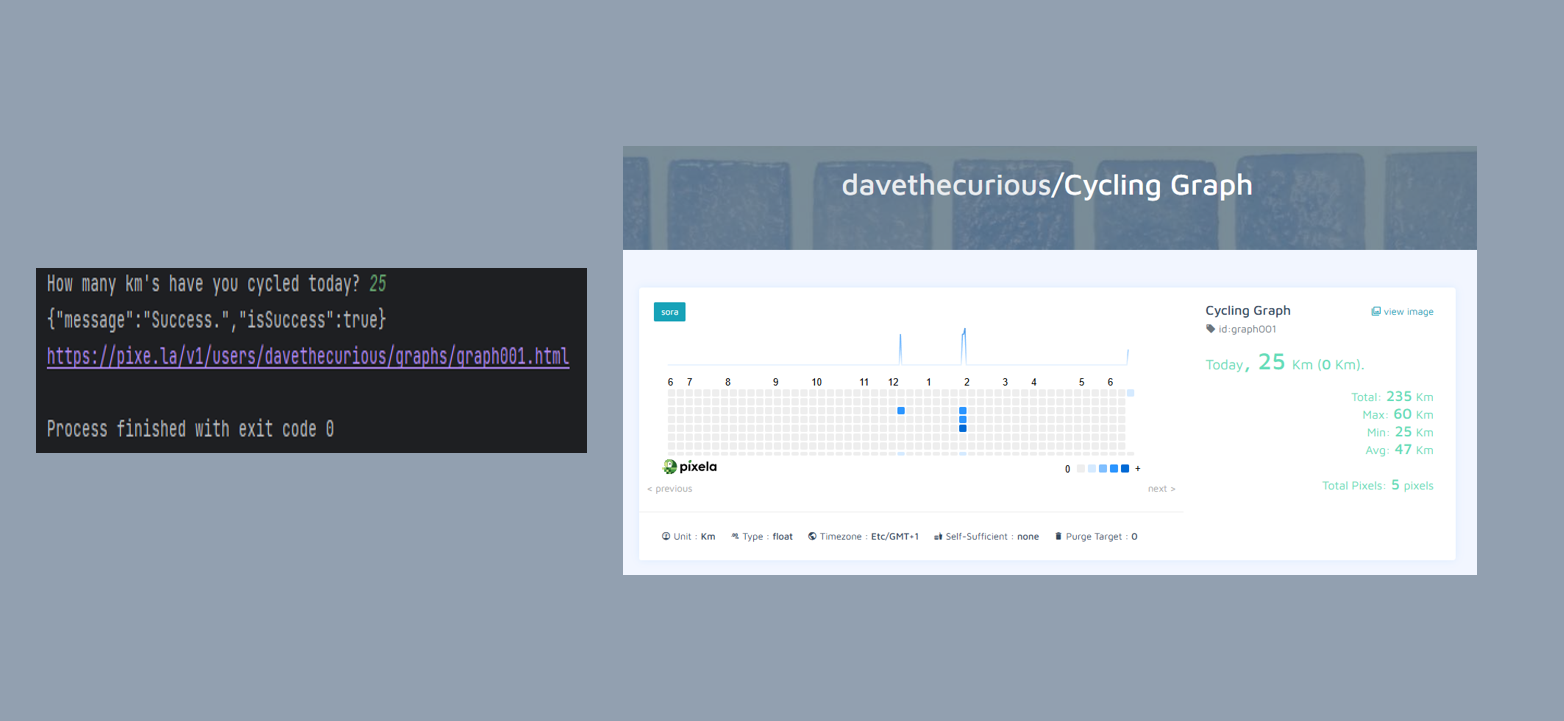 How many km's have you cycled today? 25
{"message":"Success.","isSuccess":true}
https://pixe.la/v1/users/davethecurious/graphs/graph001.html
Process finished with exit code 0
davethecurious/Cycling Graph
sora
6 7 8 9 10 11 12 1 2 3 4 5 6
pixela
0 +
< previous next >
Unit : Km Type : float Timezone : Etc/GMT+1 Self-Sufficient : none Purge Target : 0
Cycling Graph view image
id:graph001
Today, 25 Km (0 Km).
Total: 235 Km
Max: 60 Km
Min: 25 Km
Avg: 47 Km
Total Pixels: 5 pixels